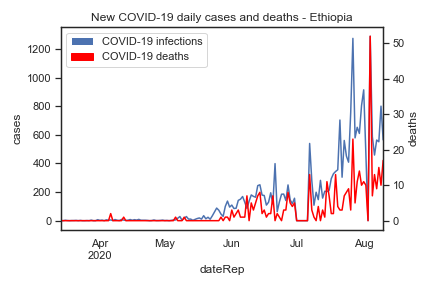 New COVID-19 daily cases and deaths - Ethiopia
COVID-19 infections
COVID-19 deaths
1200
1000
800
600
400
200
0
cases
50
40
30
20
10
0
deaths
Apr
2020
May
Jun
Jul
Aug
dateRep